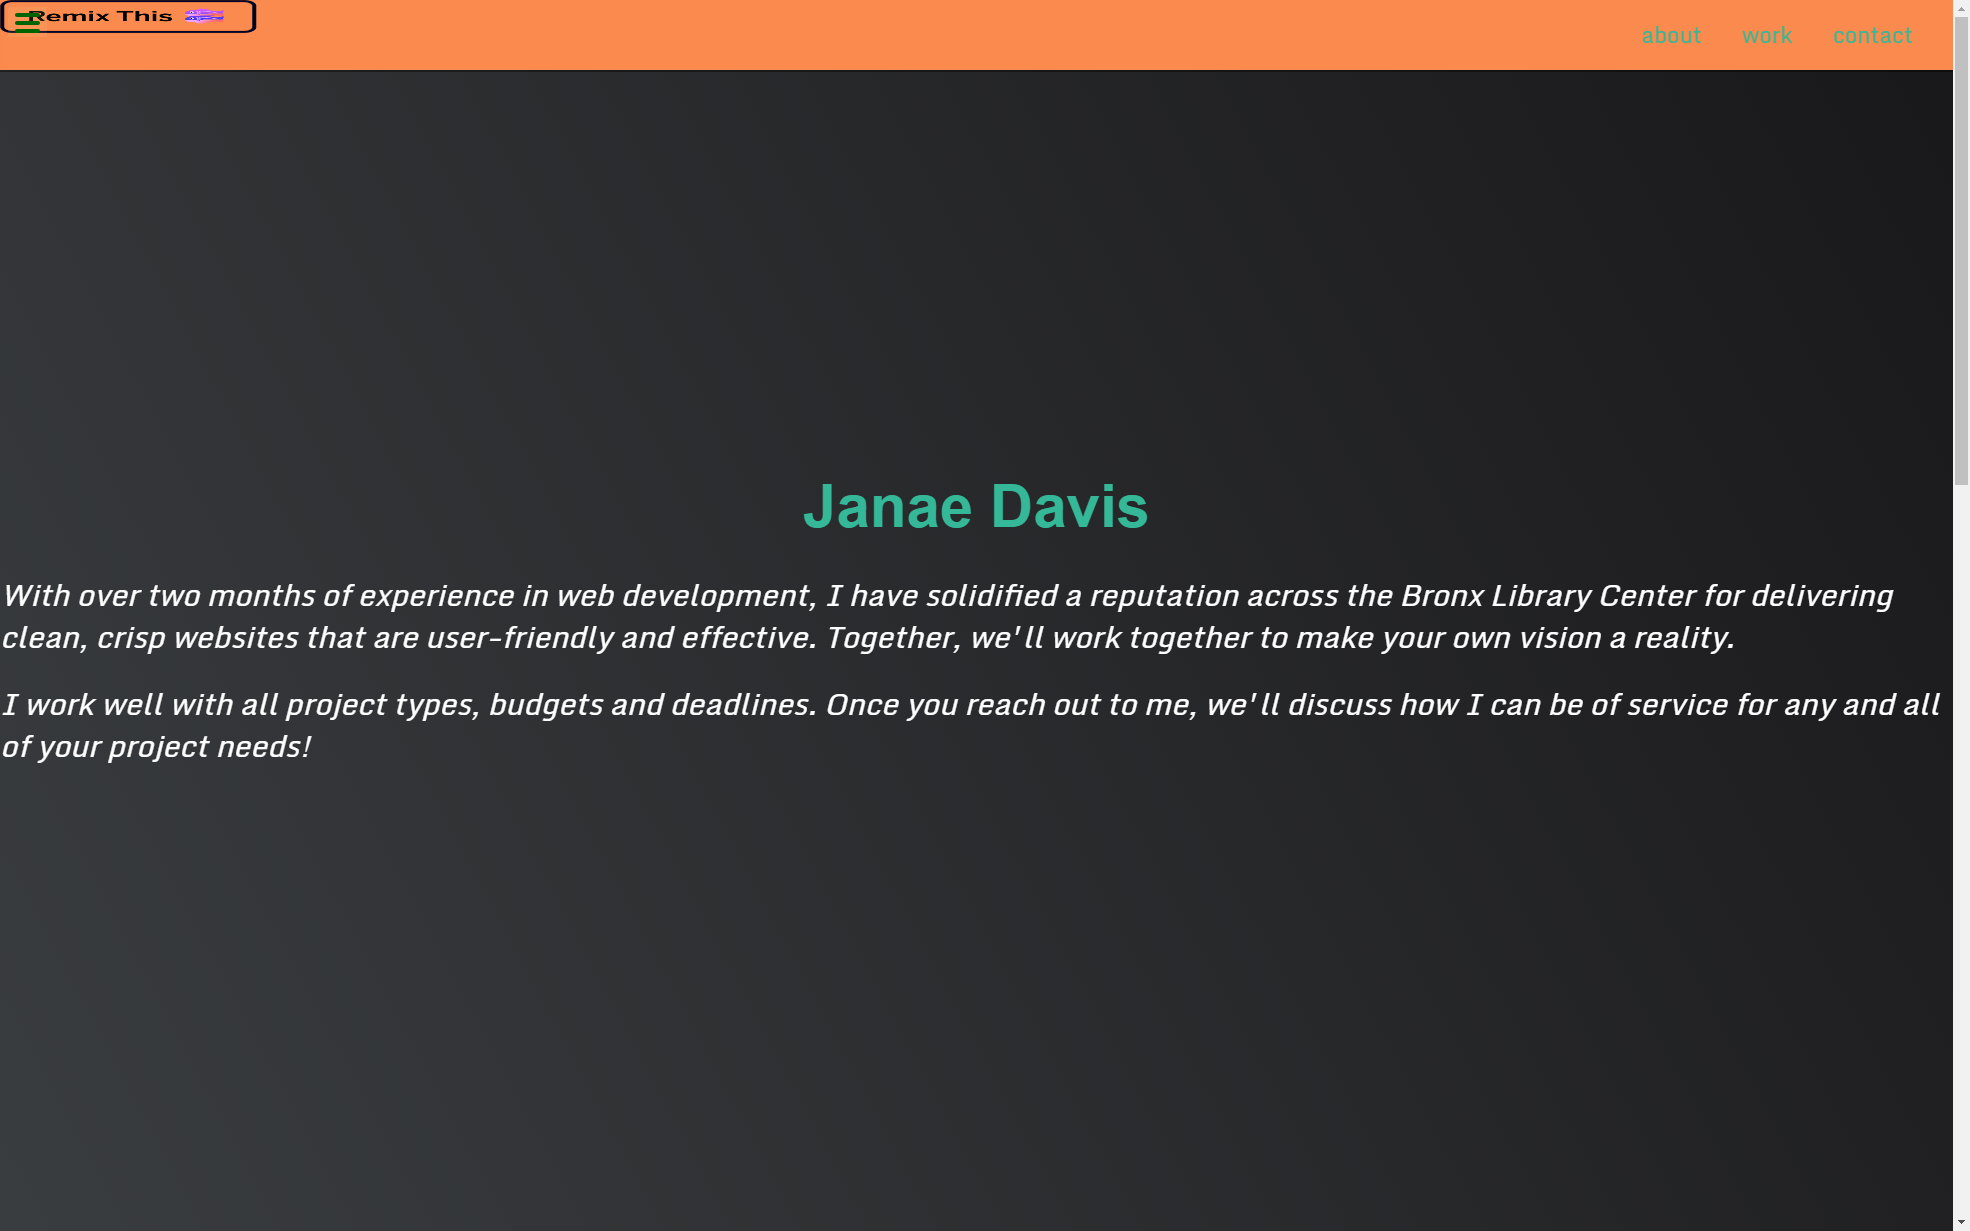 Remix This
about work contact
Janae Davis
With over two months of experience in web development, I have solidified a reputation across the Bronx Library Center for delivering
clean, crisp websites that are user-friendly and effective. Together, we'll work together to make your own vision a reality.
I work well with all project types, budgets and deadlines. Once you reach out to me, we'll discuss how I can be of service for any and all
of your project needs!